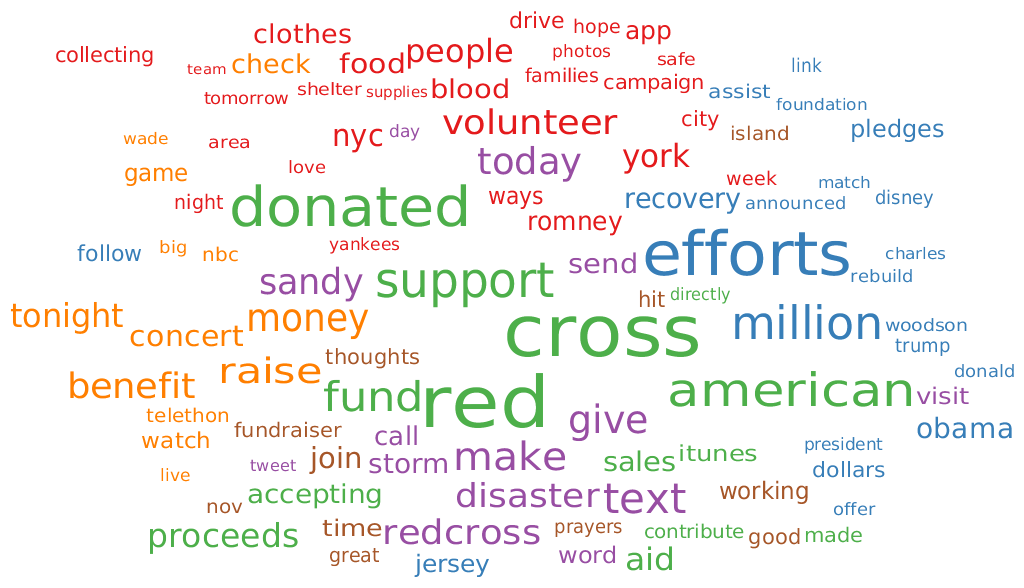 drive hope app
clothes
collecting people photos
team check food families safe link
tomorrow shelter supplies blood campaign assist
foundation
wade area nyc day volunteer city island pledges
today york
game love week match
night donated ways recovery announced disney
romney
follow big nbc yankees efforts charles
sandy support send rebuild
hit directly
tonight money cross million woodson
concert trump
thoughts
raise donald
benefit fund red american visit
telethon give
watch fundraiser call obama
join storm make sales itunes president
live tweet dollars
accepting disaster text working
nov offer
proceeds time redcross prayers contribute good made
great jersey word aid